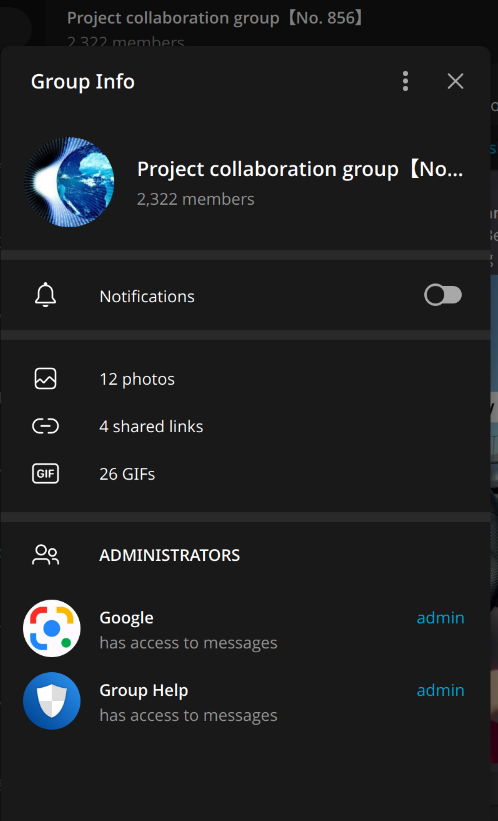 Project collaboration group【No. 856】
2,322 members
Group Info
Project collaboration group【No...
2,322 members
Notifications
12 photos
4 shared links
GIF
26 GIFs
ADMINISTRATORS
Google
admin
has access to messages
Group Help
admin
has access to messages